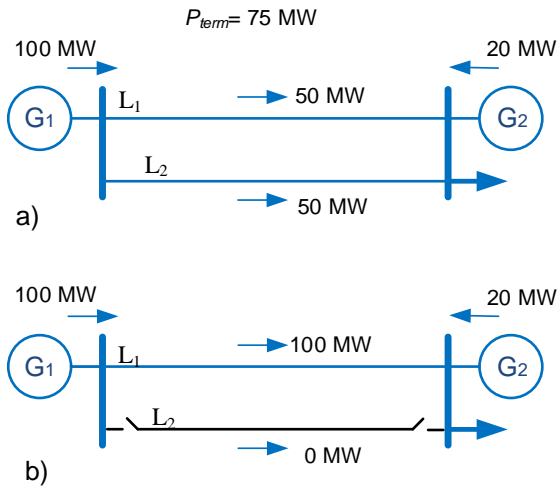 P_term= 75 MW
100 MW
20 MW
L₁
50 MW
G₁
G₂
L₂
50 MW
a)
100 MW
20 MW
L₁
100 MW
G₁
G₂
L₂
0 MW
b)